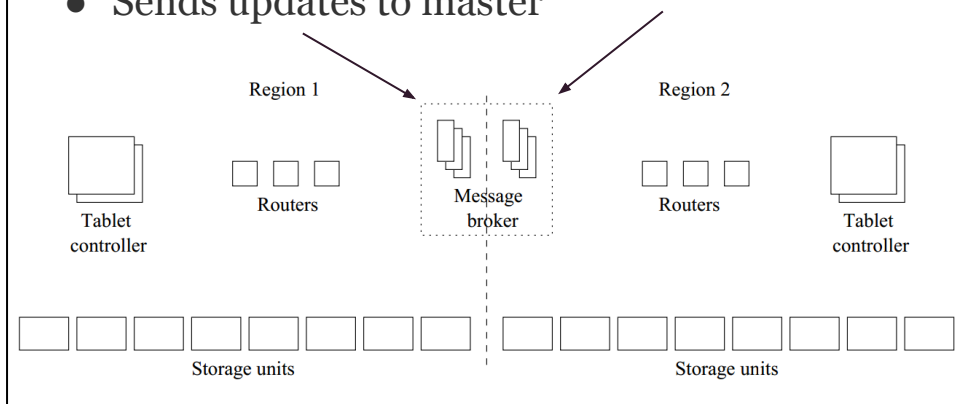 ● Sends updates to master
Region 1
Region 2
Message
broker
Tablet
controller
Routers
Routers
Tablet
controller
Storage units
Storage units